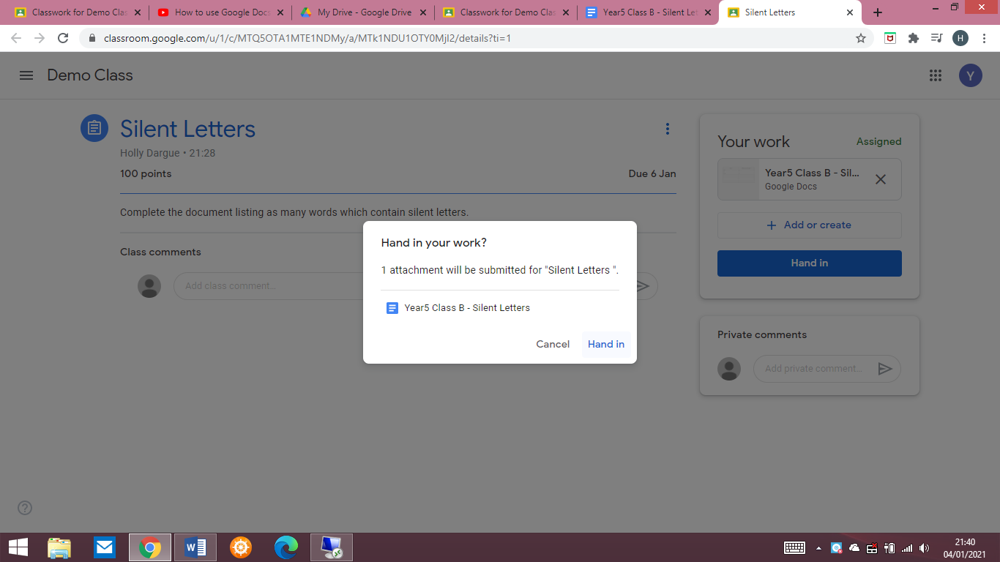 Classwork for Demo Clas
How to use Google Docs
My Drive - Google Drive
Classwork for Demo Clas
Year5 Class B - Silent Let
Silent Letters
classroom.google.com/u/1/c/MTQ5OTA1MTE1NDMy/a/MTk1NDU1OTY0Mjl2/details?ti=1
H
Demo Class
Y
Silent Letters
Holly Dargue • 21:28
100 points
Due 6 Jan
Complete the document listing as many words which contain silent letters.
Class comments
Add class comment...
Your work
Assigned
Year5 Class B - Sil...
Google Docs
+ Add or create
Hand in
Private comments
Add private comment...
Hand in your work?
1 attachment will be submitted for "Silent Letters ".
Year5 Class B - Silent Letters
Cancel
Hand in
21:40
04/01/2021